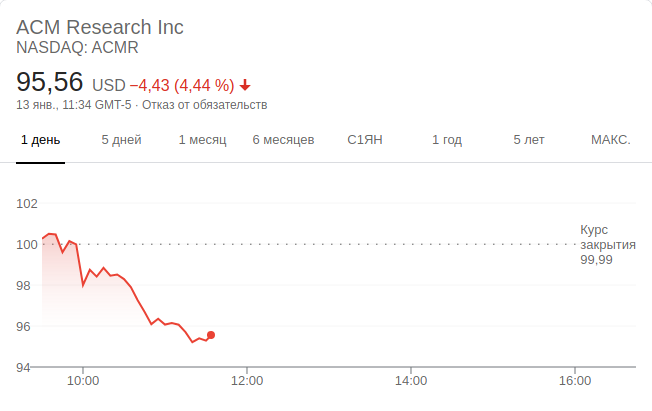 ACM Research Inc
NASDAQ: ACMR
95,56 USD −4,43 (4,44 %)
13 янв., 11:34 GMT-5 · Отказ от обязательств
1 день 5 дней 1 месяц 6 месяцев С1ЯН 1 год 5 лет МАКС.
102
100
98
96
94
Курс
закрытия
99,99
10:00 12:00 14:00 16:00